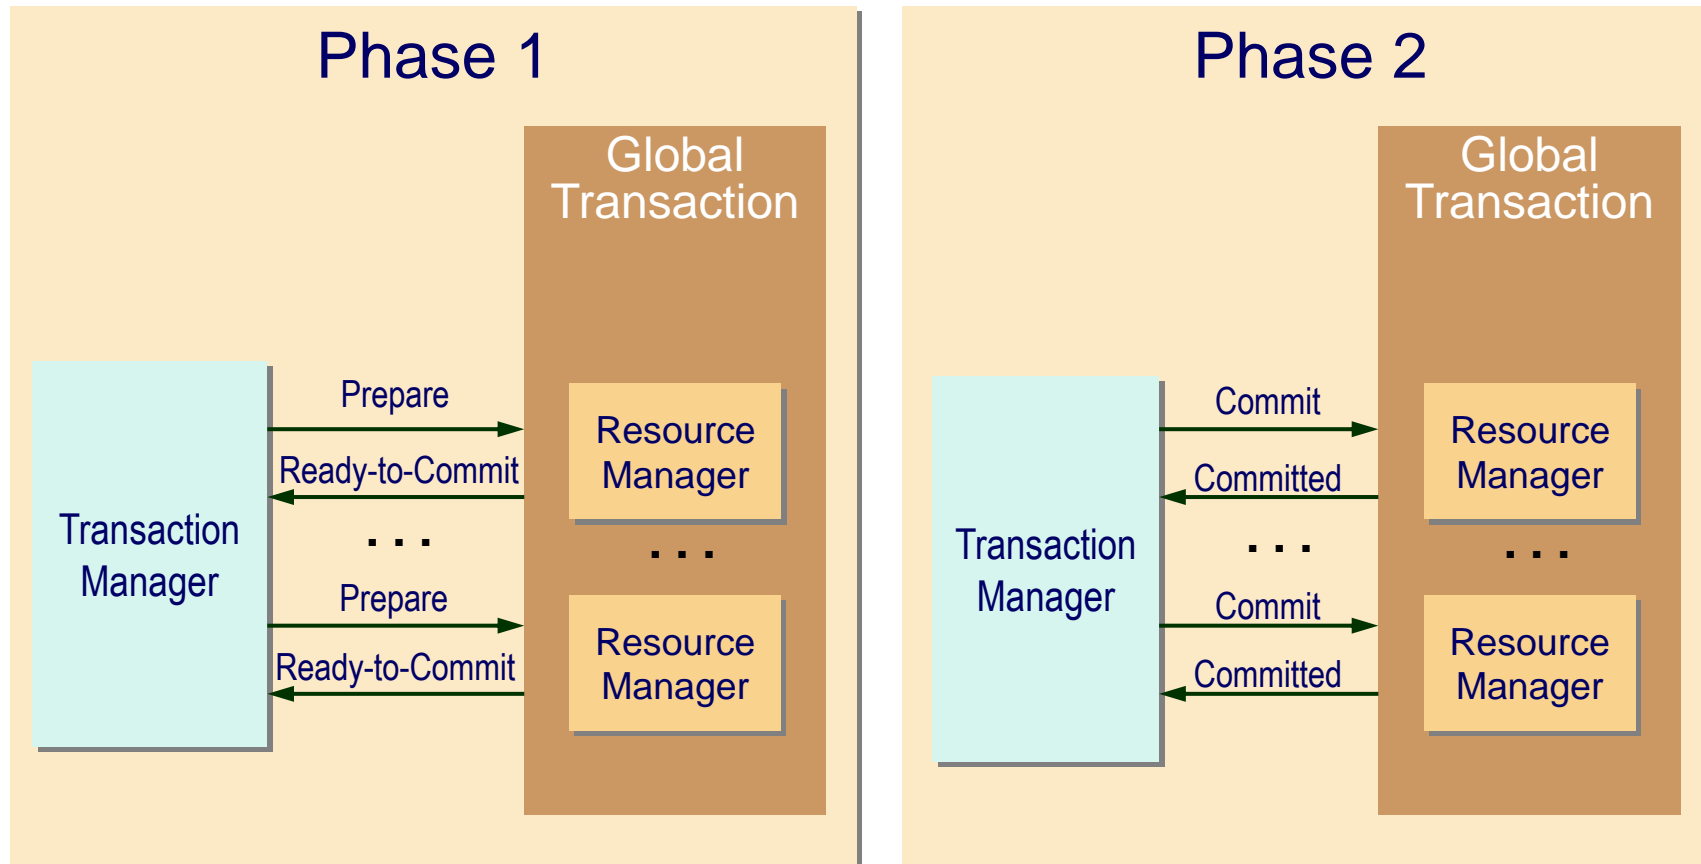 Phase 1
Global
Transaction
Prepare
Resource
Manager
Ready-to-Commit
Transaction
Manager
. . .
. . .
Prepare
Resource
Manager
Ready-to-Commit
Phase 2
Global
Transaction
Commit
Resource
Manager
Committed
Transaction
Manager
. . .
. . .
Commit
Resource
Manager
Committed